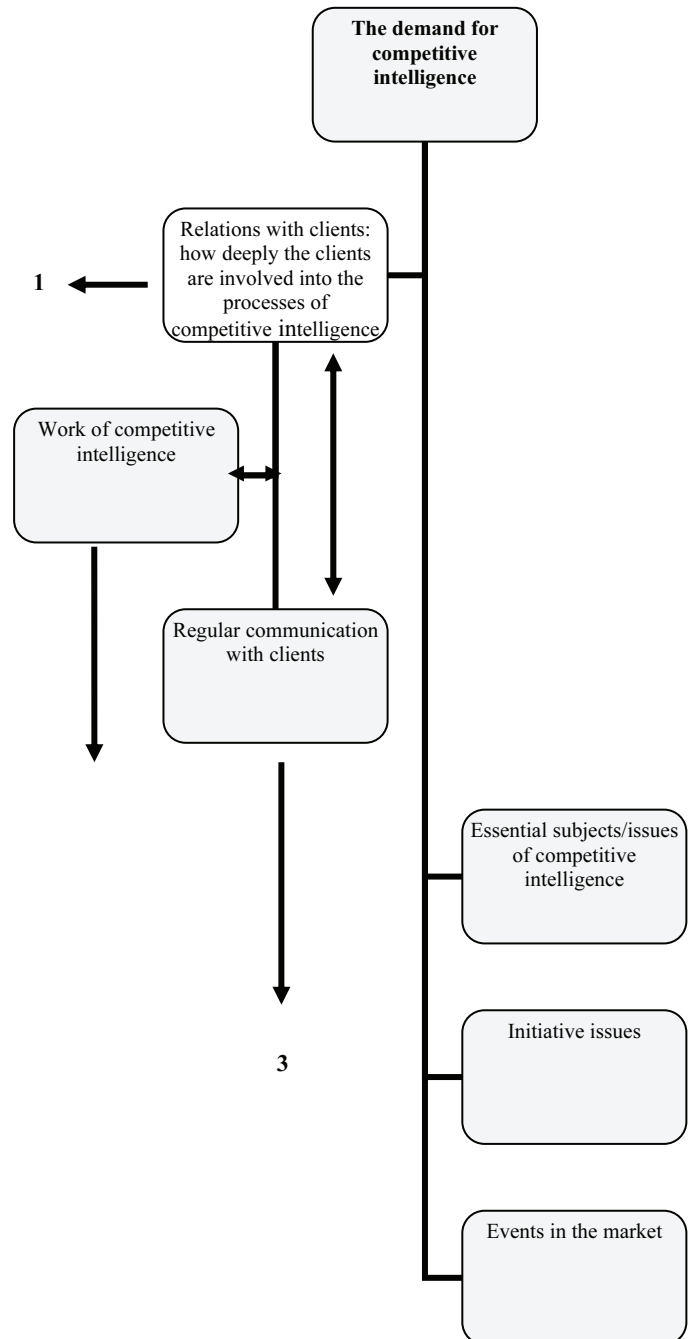 The demand for
competitive
intelligence
Relations with clients:
how deeply the clients
are involved into the
processes of
competitive intelligence
1
Work of competitive
intelligence
Regular communication
with clients
Essential subjects/issues
of competitive
intelligence
Initiative issues
3
Events in the market